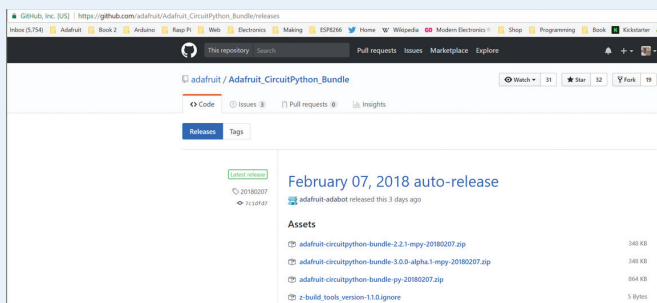 GitHub, Inc. [US] | https://github.com/adafruit/Adafruit_CircuitPython_Bundle/releases
Inbox (5,754) Adafruit Book 2 Arduino Rasp Pi Web Electronics Making ESP8266 Home W Wikipedia GD Modern Electronics Shop Programming Book K Kickstarter
This repository Search Pull requests Issues Marketplace Explore
adafruit / Adafruit_CircuitPython_Bundle Watch 31 Star 32 Fork 19
Code Issues 3 Pull requests 0 Insights
Releases Tags
Latest release
February 07, 2018 auto-release
20180207
adafruit-adabot released this 3 days ago
7c1dfd7
Assets
adafruit-circuitpython-bundle-2.2.1-mpy-20180207.zip 348 KB
adafruit-circuitpython-bundle-3.0.0-alpha.1-mpy-20180207.zip 348 KB
adafruit-circuitpython-bundle-py-20180207.zip 864 KB
z-build_tools_version-1.1.0.ignore 5 Bytes